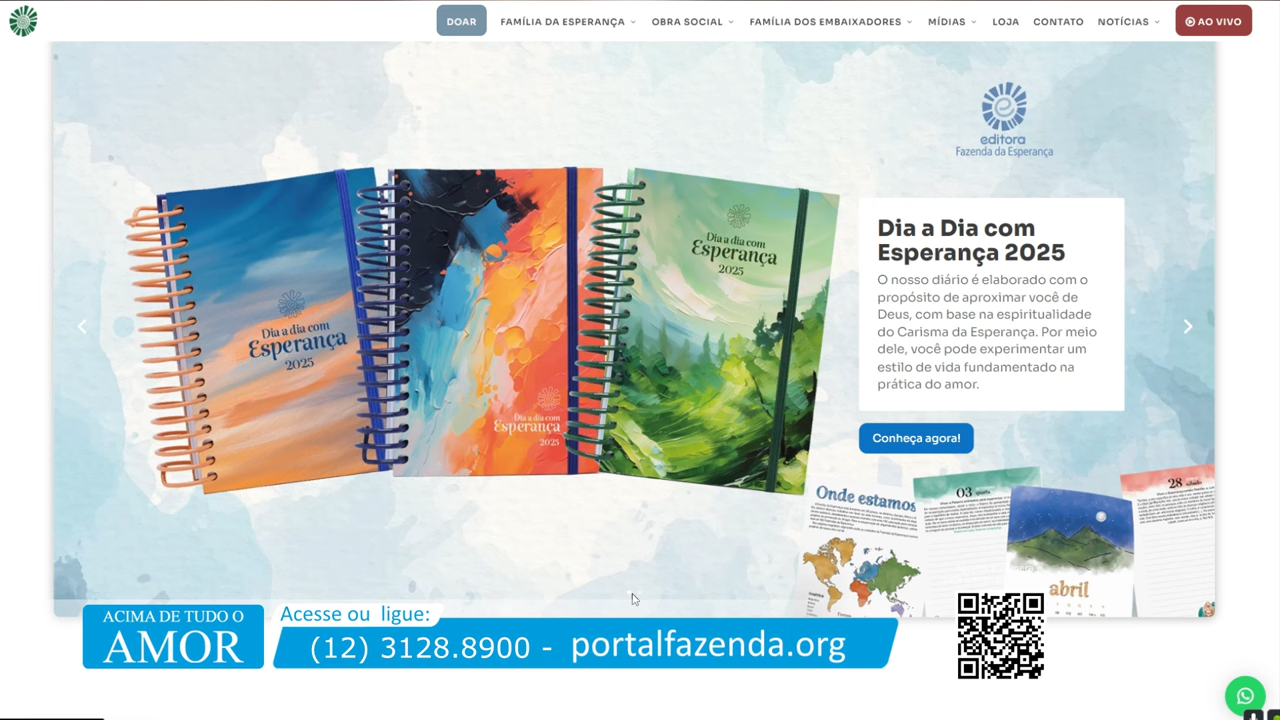 DOAR
FAMÍLIA DA ESPERANÇA
OBRA SOCIAL
FAMÍLIA DOS EMBAIXADORES
MÍDIAS
LOJA
CONTATO
NOTÍCIAS
AO VIVO
editora
Fazenda da Esperança
Dia a dia com
Esperança
2025
Dia a dia com
Esperança
2025
Dia a dia com
Esperança
2025
Dia a Dia com
Esperança 2025
O nosso diário é elaborado com o
propósito de aproximar você de
Deus, com base na espiritualidade
do Carisma da Esperança. Por meio
dele, você pode experimentar um
estilo de vida fundamentado na
prática do amor.
Conheça agora!
Onde estamos
03 quarta
28 sábado
abril
ACIMA DE TUDO O
AMOR
Acesse ou ligue:
(12) 3128.8900 - portalfazenda.org